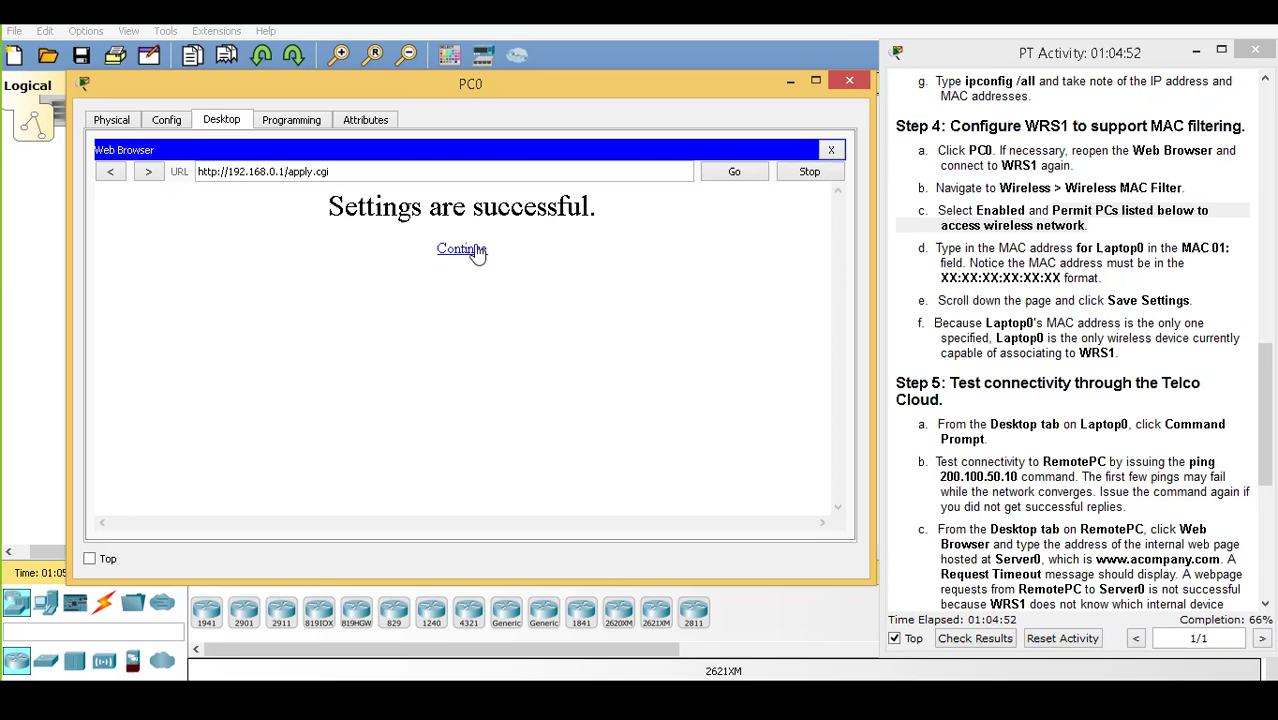 File Edit Options View Tools Extensions Help
PT Activity: 01:04:52
Logical
PC0
Physical Config Desktop Programming Attributes
Web Browser X
< > URL http://192.168.0.1/apply.cgi Go Stop
Settings are successful.
Continue
Top
Time: 01:05
1941 2901 2911 819IOX 819HGW 829 1240 4321 Generic Generic 1841 2620XM 2621XM 2811
2621XM
g. Type ipconfig /all and take note of the IP address and
MAC addresses.
Step 4: Configure WRS1 to support MAC filtering.
a. Click PC0. If necessary, reopen the Web Browser and
connect to WRS1 again.
b. Navigate to Wireless > Wireless MAC Filter.
c. Select Enabled and Permit PCs listed below to
access wireless network.
d. Type in the MAC address for Laptop0 in the MAC 01:
field. Notice the MAC address must be in the
XX:XX:XX:XX:XX:XX format.
e. Scroll down the page and click Save Settings.
f. Because Laptop0's MAC address is the only one
specified, Laptop0 is the only wireless device currently
capable of associating to WRS1.
Step 5: Test connectivity through the Telco
Cloud.
a. From the Desktop tab on Laptop0, click Command
Prompt.
b. Test connectivity to RemotePC by issuing the ping
200.100.50.10 command. The first few pings may fail
while the network converges. Issue the command again if
you did not get successful replies.
c. From the Desktop tab on RemotePC, click Web
Browser and type the address of the internal web page
hosted at Server0, which is www.acompany.com. A
Request Timeout message should display. A webpage
requests from RemotePC to Server0 is not successful
because WRS1 does not know which internal device
Time Elapsed: 01:04:52 Completion: 66%
Top Check Results Reset Activity < 1/1 >